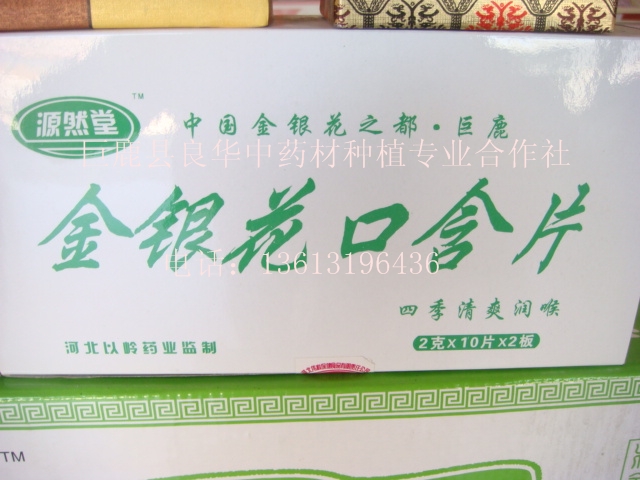 源然堂
TM
中国金银花之都·巨鹿
巨鹿县良华中药材种植专业合作社
金银花口含片
电话：13613196436
四季清爽润喉
河北以岭药业监制
2克x10片x2板
TM